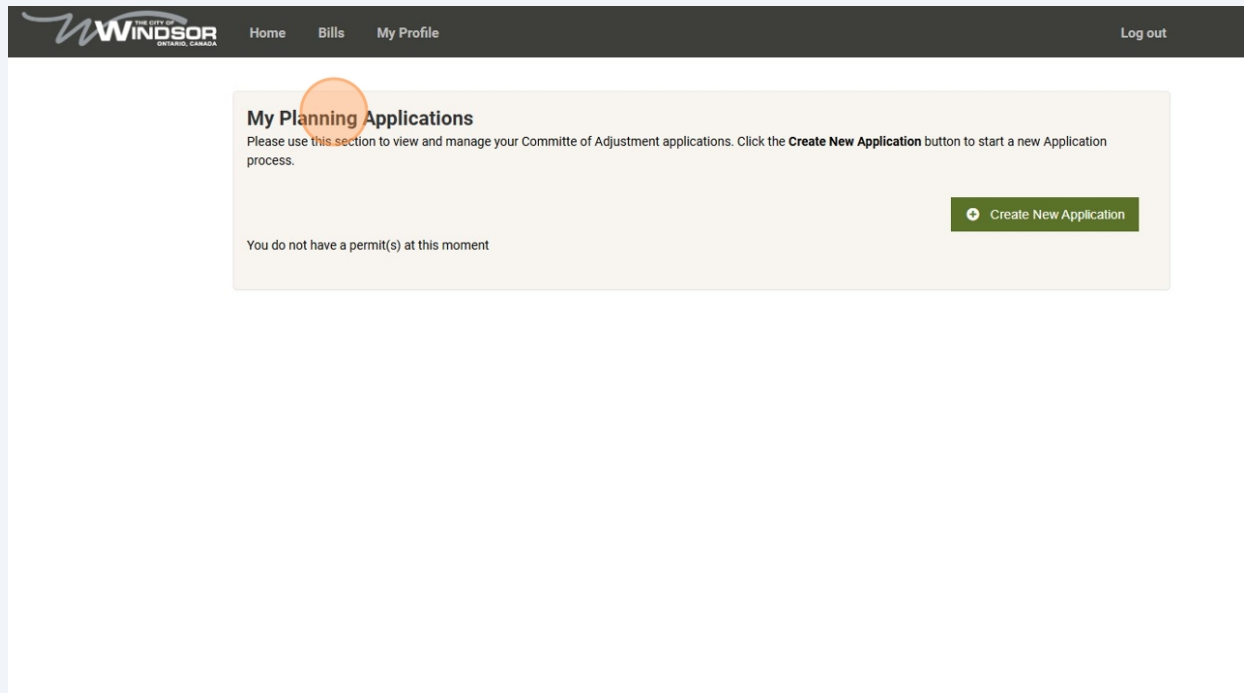 THE CITY OF
WINDSOR
ONTARIO, CANADA
Home Bills My Profile Log out
My Planning Applications
Please use this section to view and manage your Committe of Adjustment applications. Click the Create New Application button to start a new Application
process.
Create New Application
You do not have a permit(s) at this moment